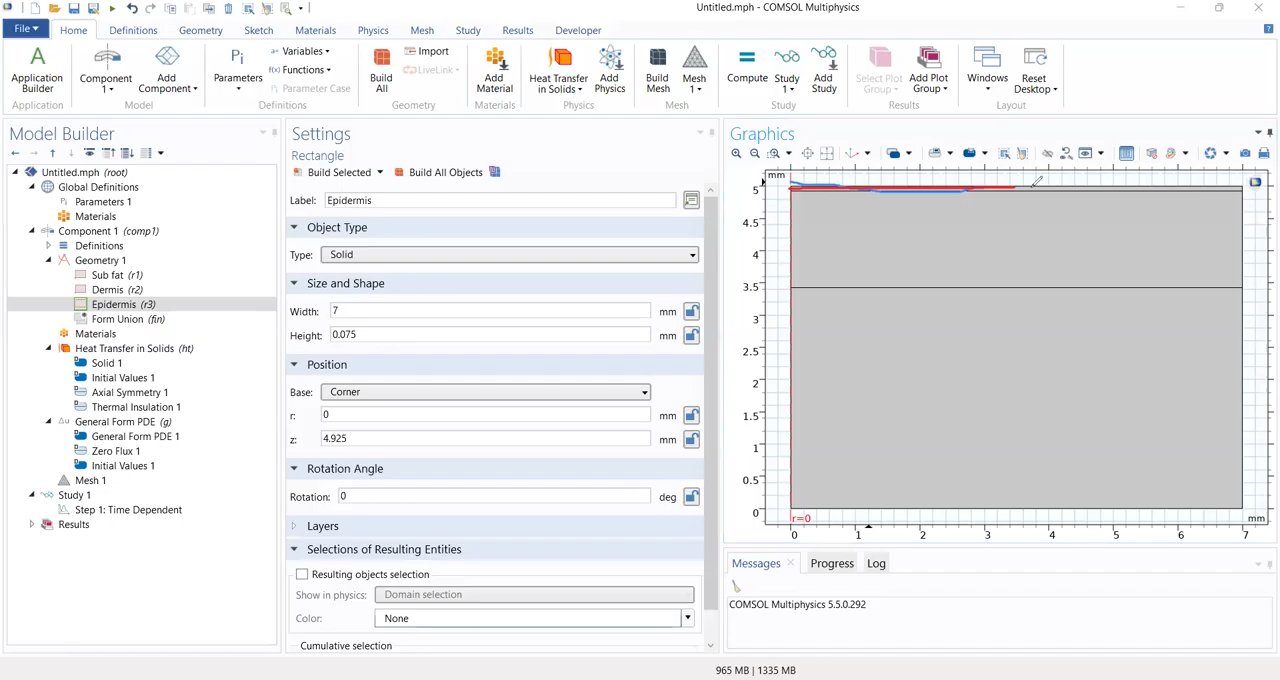 Untitled.mph - COMSOL Multiphysics
File Home Definitions Geometry Sketch Materials Physics Mesh Study Results Developer
Application Builder
Component 1
Add Component
Parameters
a= Variables
f(x) Functions
Parameter Case
Build All
Import
LiveLink
Add Material
Heat Transfer in Solids
Add Physics
Build Mesh
Mesh 1
Compute
Study 1
Add Study
Select Plot Group
Add Plot Group
Windows
Reset Desktop
Application Model Definitions Geometry Materials Physics Mesh Study Results Layout
Model Builder
Untitled.mph (root)
Global Definitions
Pi Parameters 1
Materials
Component 1 (comp1)
Definitions
Geometry 1
Sub fat (r1)
Dermis (r2)
Epidermis (r3)
Form Union (fin)
Materials
Heat Transfer in Solids (ht)
Solid 1
Initial Values 1
Axial Symmetry 1
Thermal Insulation 1
Δu General Form PDE (g)
General Form PDE 1
Zero Flux 1
Initial Values 1
Mesh 1
Study 1
Step 1: Time Dependent
Results
Settings
Rectangle
Build Selected Build All Objects
Label: Epidermis
Object Type
Type: Solid
Size and Shape
Width: 7 mm
Height: 0.075 mm
Position
Base: Corner
r: 0 mm
z: 4.925 mm
Rotation Angle
Rotation: 0 deg
Layers
Selections of Resulting Entities
Resulting objects selection
Show in physics: Domain selection
Color: None
Cumulative selection
Graphics
mm
5
4.5
4
3.5
3
2.5
2
1.5
1
0.5
0
r=0
mm
0 1 2 3 4 5 6 7
Messages Progress Log
COMSOL Multiphysics 5.5.0.292
965 MB | 1335 MB